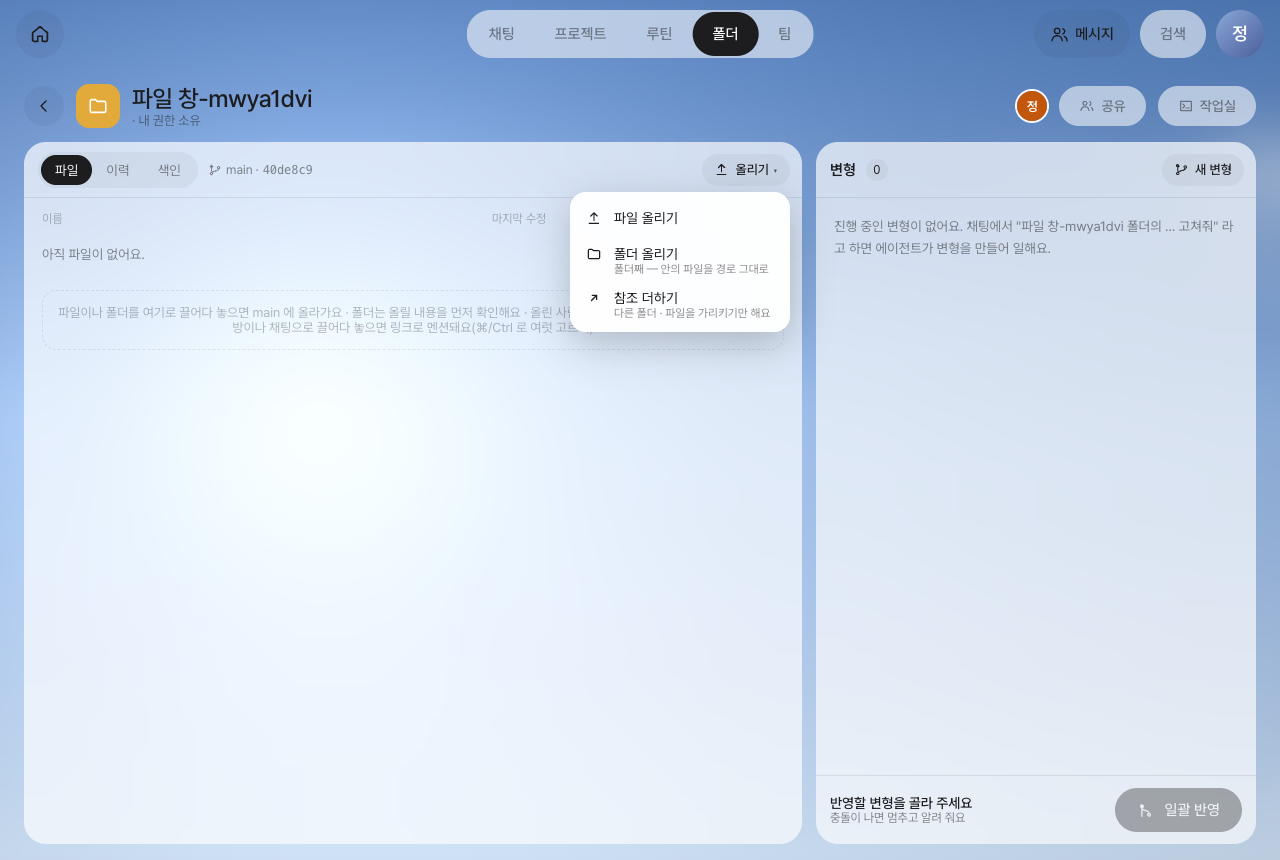 채팅
프로젝트
루틴
폴더
팀
메시지
검색
정
파일 창-mwya1dvi
· 내 권한 소유
정
공유
작업실
파일
이력
색인
main · 40de8c9
올리기
이름
마지막 수정
아직 파일이 없어요.
파일이나 폴더를 여기로 끌어다 놓으면 main 에 올라가요 · 폴더는 올릴 내용을 먼저 확인해요 · 올린
방이나 채팅으로 끌어다 놓으면 링크로 멘션돼요(⌘/Ctrl 로 여럿
파일 올리기
폴더 올리기
폴더째 — 안의 파일을 경로 그대로
참조 더하기
다른 폴더 · 파일을 가리키기만 해요
변형
0
새 변형
진행 중인 변형이 없어요. 채팅에서 "파일 창-mwya1dvi 폴더의 ... 고쳐줘" 라
고 하면 에이전트가 변형을 만들어 일해요.
반영할 변형을 골라 주세요
충돌이 나면 멈추고 알려 줘요
일괄 반영